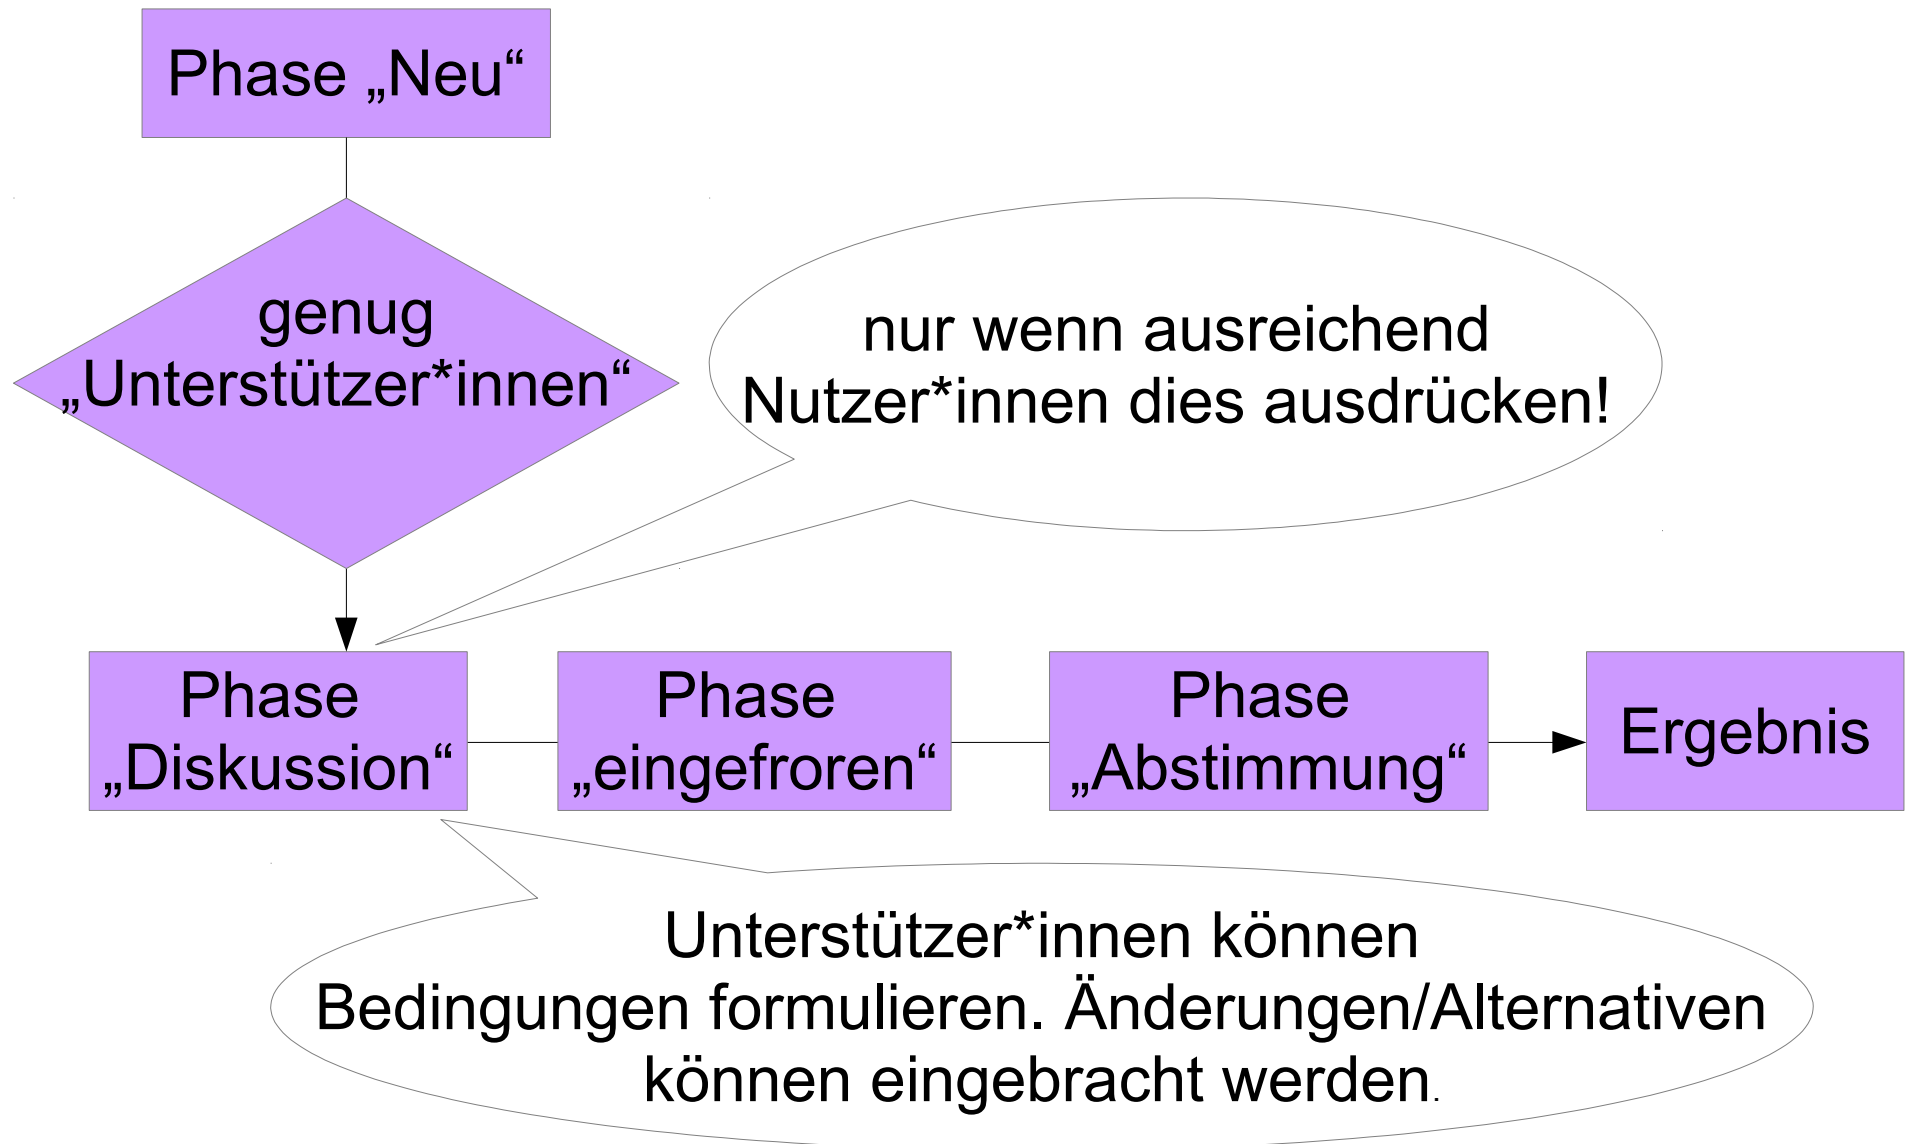 Phase „Neu“
genug
„Unterstützer*innen“
nur wenn ausreichend
Nutzer*innen dies ausdrücken!
Phase
„Diskussion“
Phase
„eingefroren“
Phase
„Abstimmung“
Ergebnis
Unterstützer*innen können
Bedingungen formulieren. Änderungen/Alternativen
können eingebracht werden.